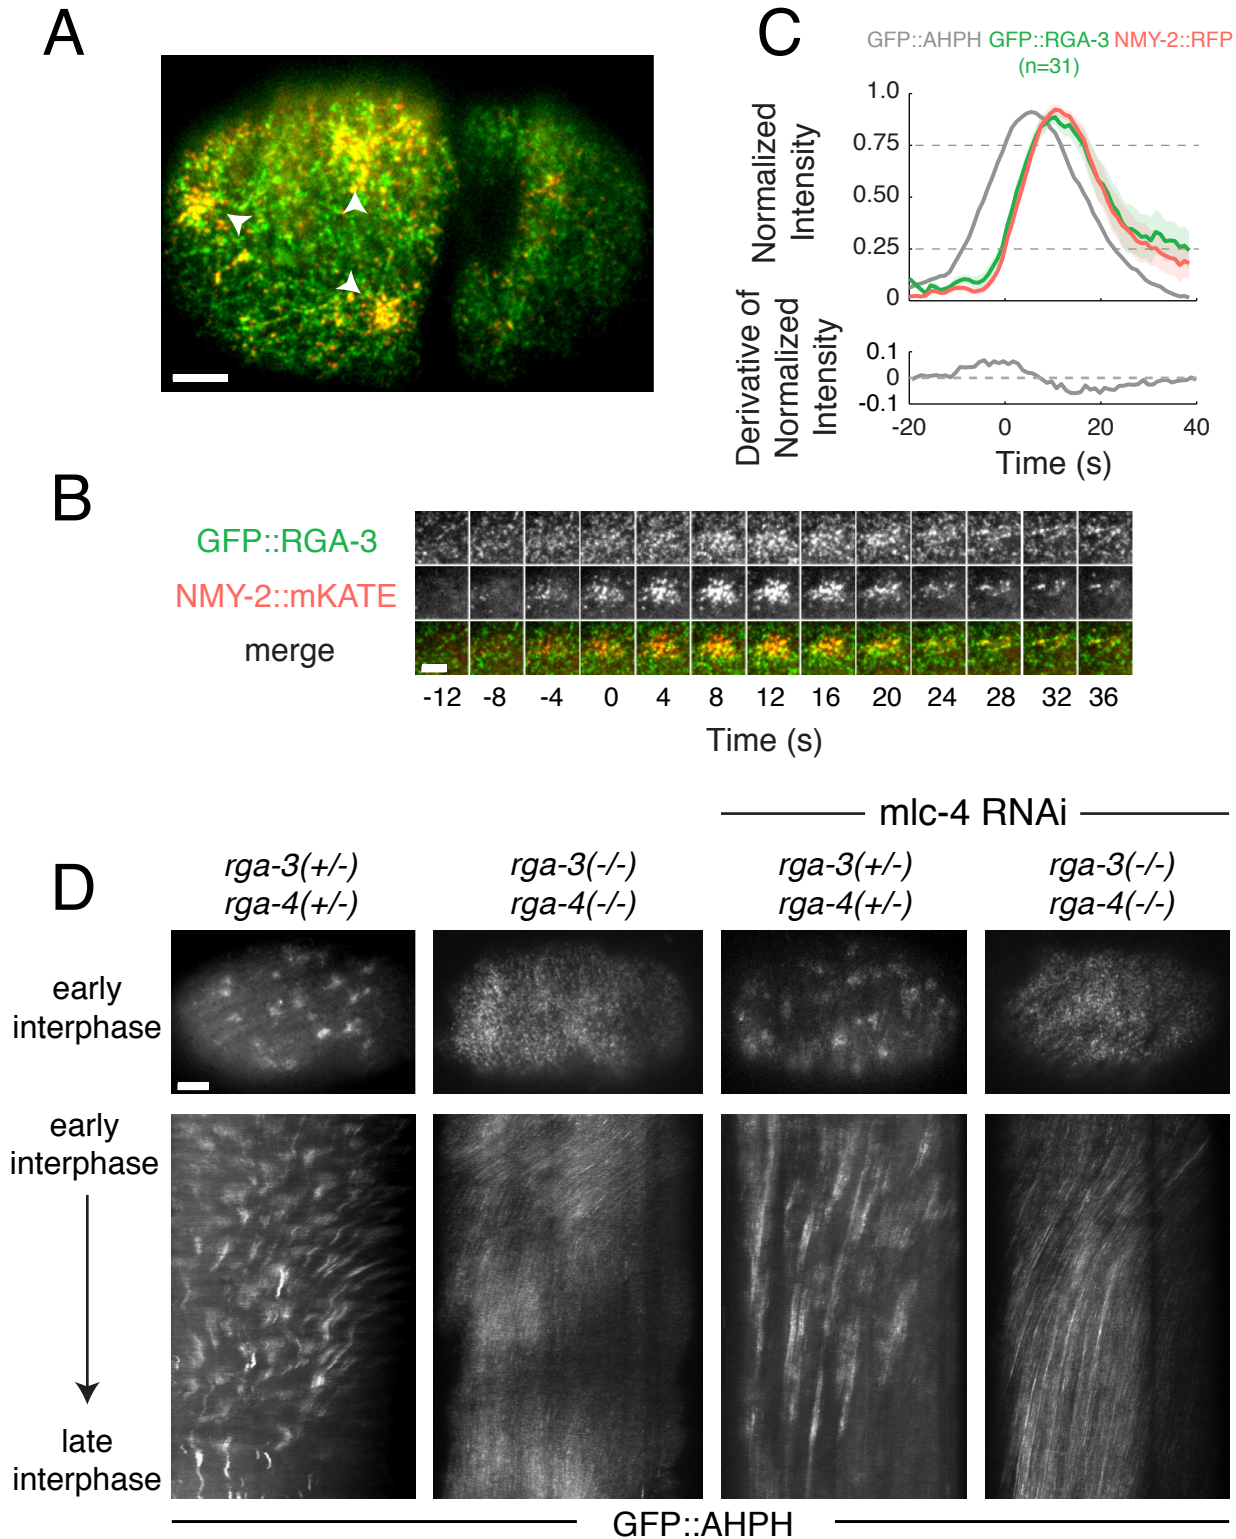 A
C
GFP::AHPH GFP::RGA-3 NMY-2::RFP
(n=31)
Normalized
Intensity
1.0
0.75
0.50
0.25
0
Derivative of
Normalized
Intensity
0.1
0
-0.1
-20 0 20 40
Time (s)
B
GFP::RGA-3
NMY-2::mKATE
merge
-12 -8 -4 0 4 8 12 16 20 24 28 32 36
Time (s)
mlc-4 RNAi
D
rga-3(+/-) rga-3(-/-) rga-3(+/-) rga-3(-/-)
rga-4(+/-) rga-4(-/-) rga-4(+/-) rga-4(-/-)
early
interphase
early
interphase
late
interphase
GFP::AHPH